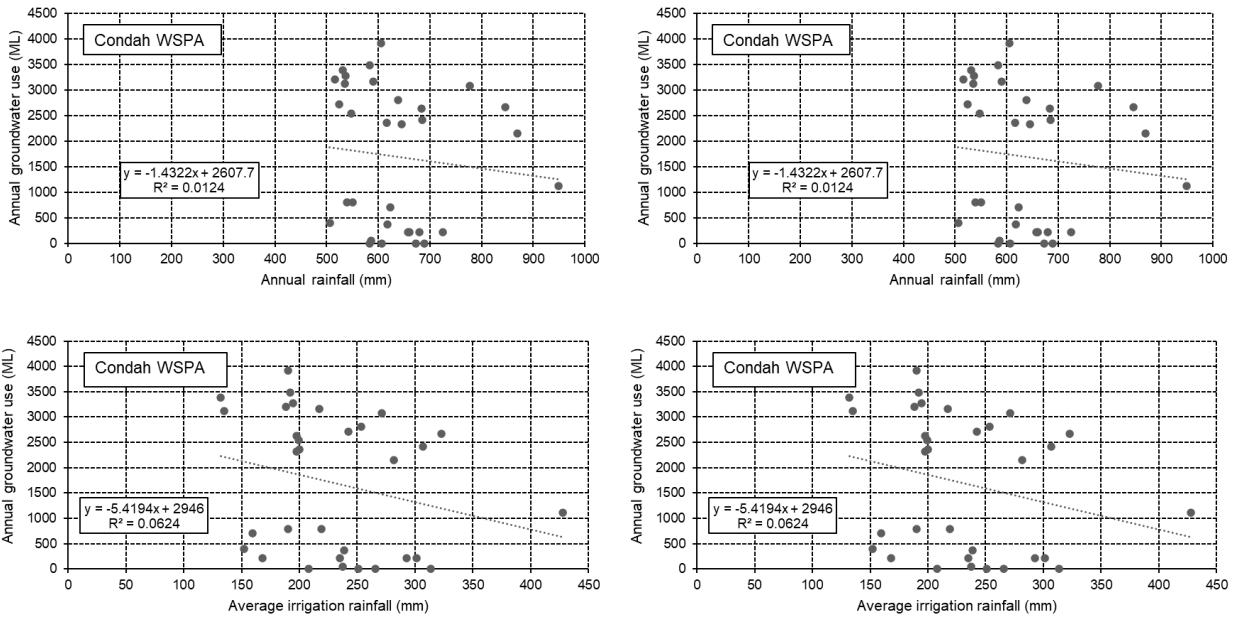 Annual groundwater use (ML)
4500
4000
3500
3000
2500
2000
1500
1000
500
0
Condah WSPA
y = -1.4322x + 2607.7
R² = 0.0124
0 100 200 300 400 500 600 700 800 900 1000
Annual rainfall (mm)
Annual groundwater use (ML)
4500
4000
3500
3000
2500
2000
1500
1000
500
0
Condah WSPA
y = -1.4322x + 2607.7
R² = 0.0124
0 100 200 300 400 500 600 700 800 900 1000
Annual rainfall (mm)
Annual groundwater use (ML)
4500
4000
3500
3000
2500
2000
1500
1000
500
0
Condah WSPA
y = -5.4194x + 2946
R² = 0.0624
0 50 100 150 200 250 300 350 400 450
Average irrigation rainfall (mm)
Annual groundwater use (ML)
4500
4000
3500
3000
2500
2000
1500
1000
500
0
Condah WSPA
y = -5.4194x + 2946
R² = 0.0624
0 50 100 150 200 250 300 350 400 450
Average irrigation rainfall (mm)